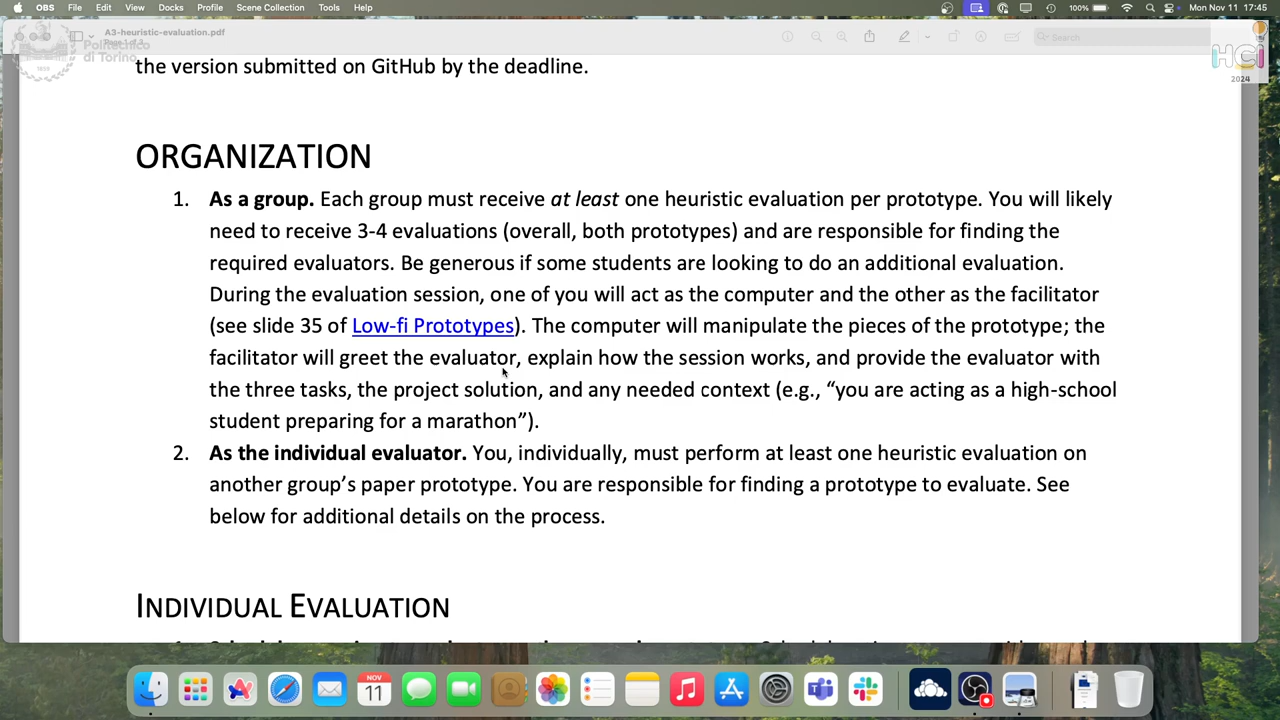 OBS File Edit View Docks Profile Scene Collection Tools Help 100% Mon Nov 11 17:45
A3-heuristic-evaluation.pdf
Politecnico
di Torino
Search
HCI
2024
the version submitted on GitHub by the deadline.
ORGANIZATION
1. As a group. Each group must receive at least one heuristic evaluation per prototype. You will likely
need to receive 3-4 evaluations (overall, both prototypes) and are responsible for finding the
required evaluators. Be generous if some students are looking to do an additional evaluation.
During the evaluation session, one of you will act as the computer and the other as the facilitator
(see slide 35 of Low-fi Prototypes). The computer will manipulate the pieces of the prototype; the
facilitator will greet the evaluator, explain how the session works, and provide the evaluator with
the three tasks, the project solution, and any needed context (e.g., “you are acting as a high-school
student preparing for a marathon”).
2. As the individual evaluator. You, individually, must perform at least one heuristic evaluation on
another group’s paper prototype. You are responsible for finding a prototype to evaluate. See
below for additional details on the process.
INDIVIDUAL EVALUATION
NOV
11